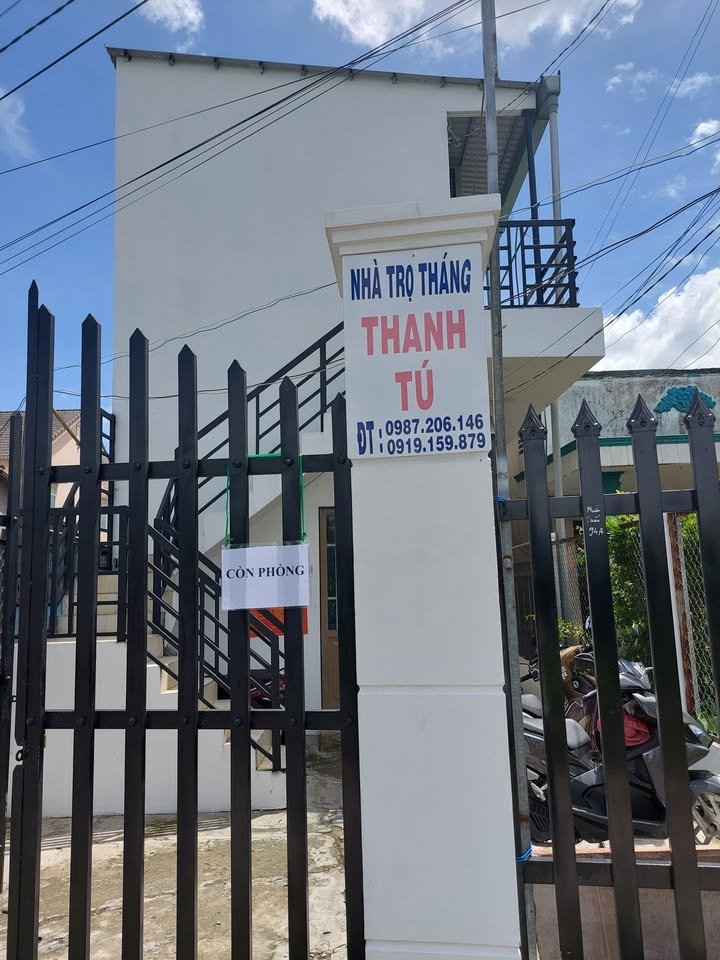 NHÀ TRỌ THÁNG
THANH
TÚ
ĐT : 0987.206.146
0919.159.879
CÒN PHÒNG